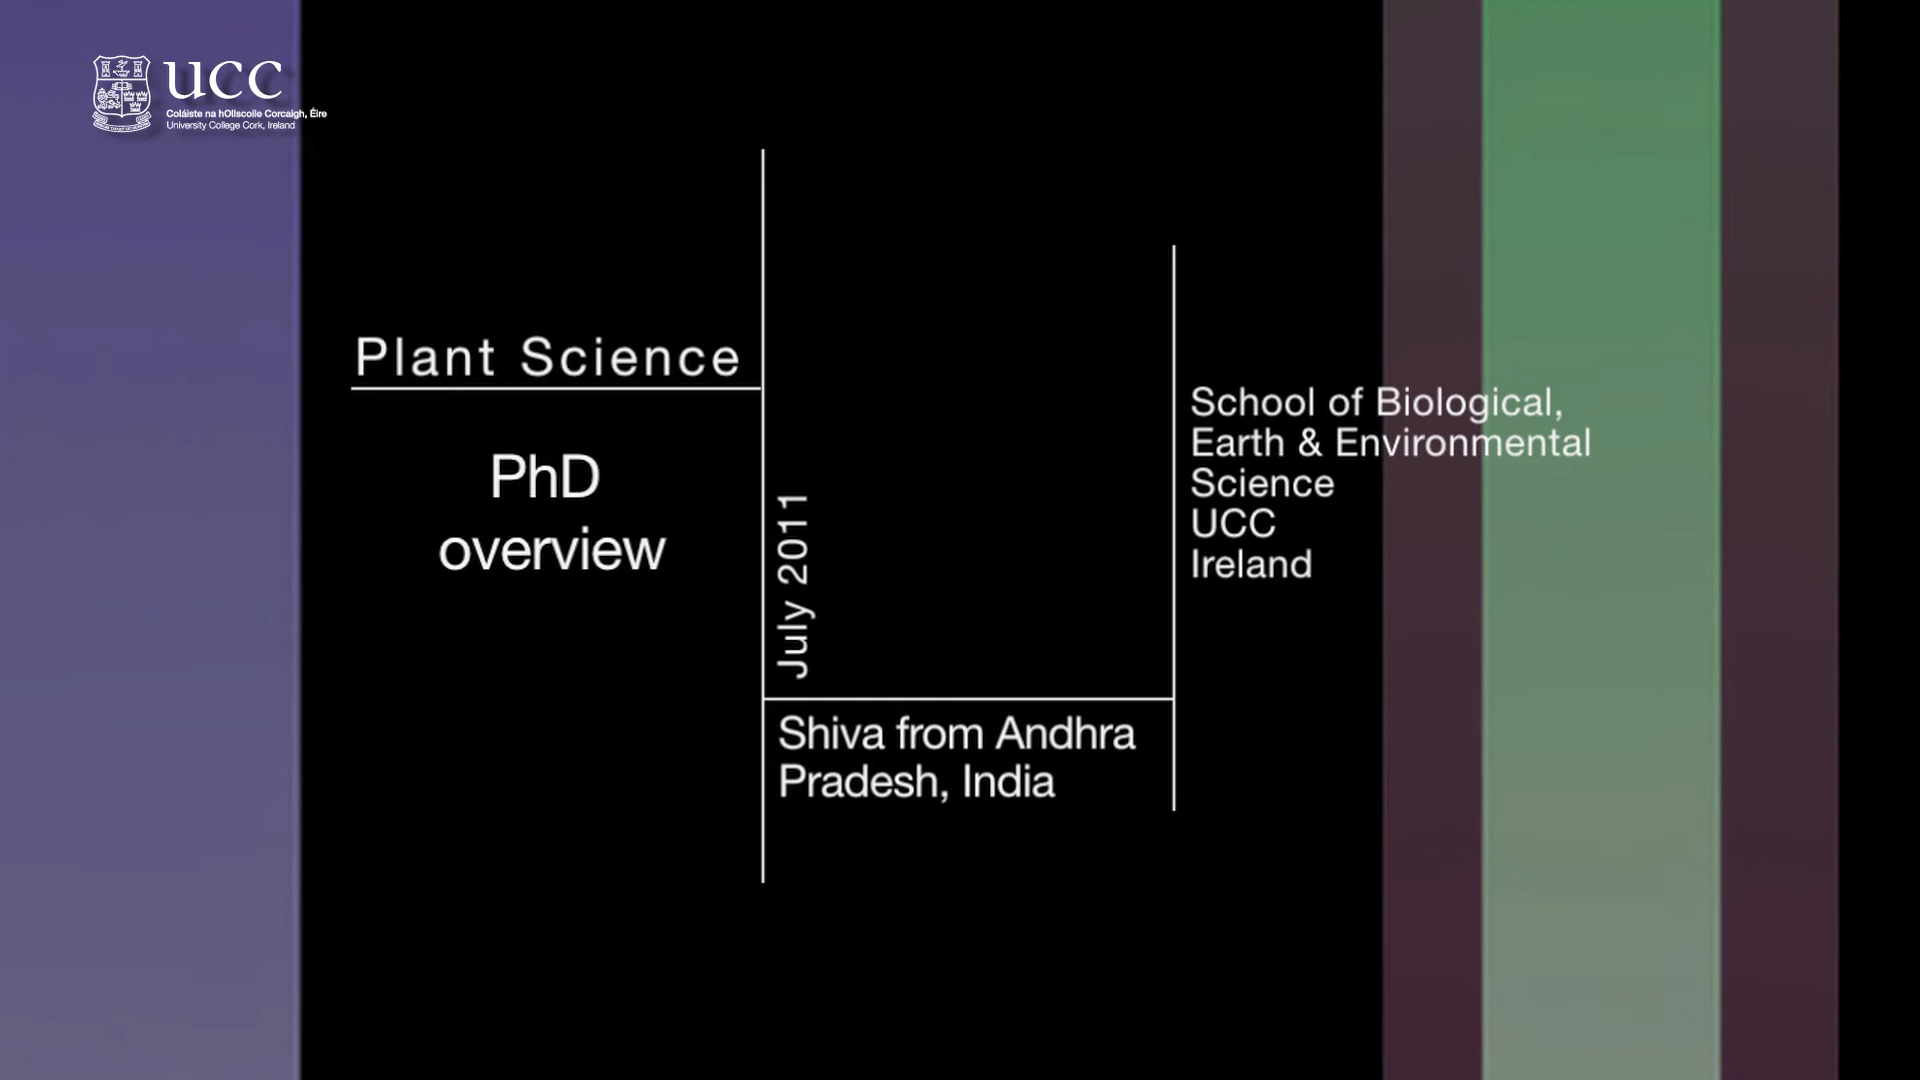 ucc
Coláiste na hOllscoile Corcaigh, Éire
University College Cork, Ireland
Plant Science
PhD
overview
July 2011
Shiva from Andhra
Pradesh, India
School of Biological,
Earth & Environmental
Science
UCC
Ireland